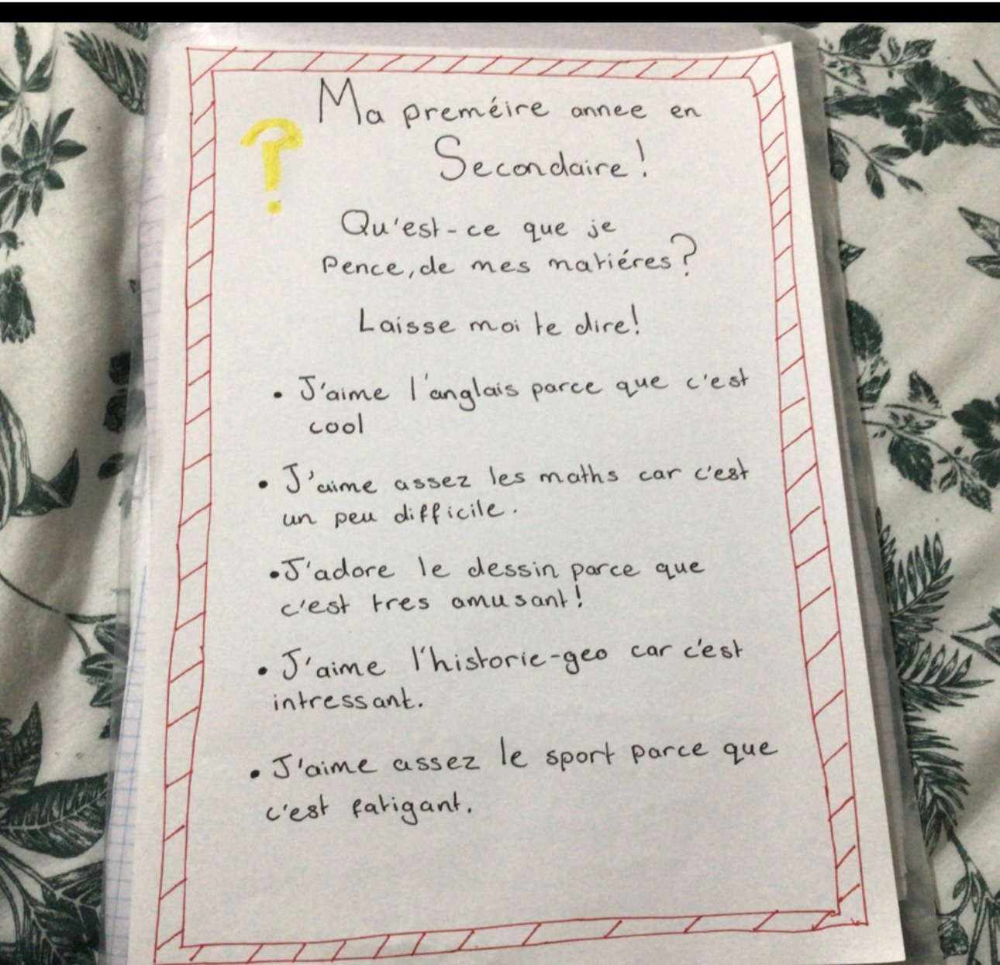 Ma preméire annee en
Secondaire!
Qu'est-ce que je
pence, de mes matiéres?
Laisse moi te dire!
• J'aime l'anglais parce que c'est
cool
• J'aime assez les maths car c'est
un peu difficile.
• J'adore le dessin parce que
c'est tres amusant!
• J'aime l'historie-geo car c'est
intressant.
• J'aime assez le sport parce que
c'est fatigant.